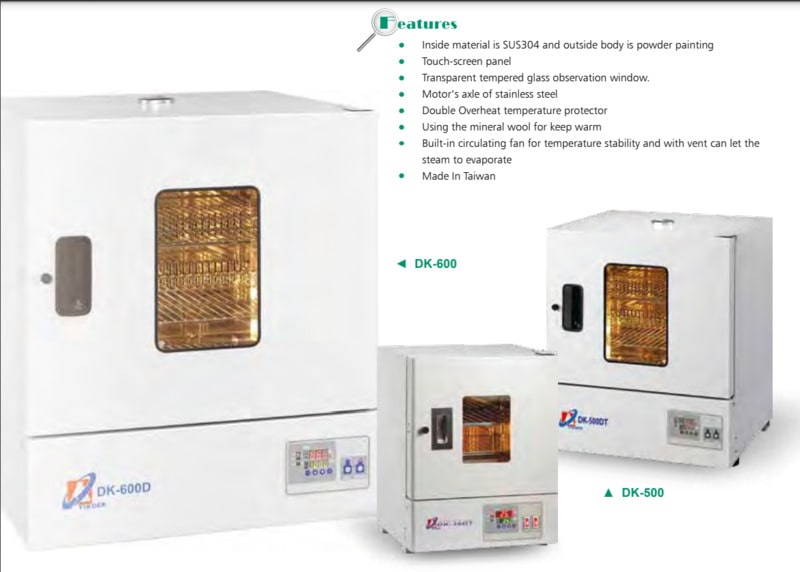 Features
Inside material is SUS304 and outside body is powder painting
Touch-screen panel
Transparent tempered glass observation window.
Motor's axle of stainless steel
Double Overheat temperature protector
Using the mineral wool for keep warm
Built-in circulating fan for temperature stability and with vent can let the
steam to evaporate
Made In Taiwan
◄ DK-600
DK-500DT
DK-600D
YIHDER
▲ DK-500